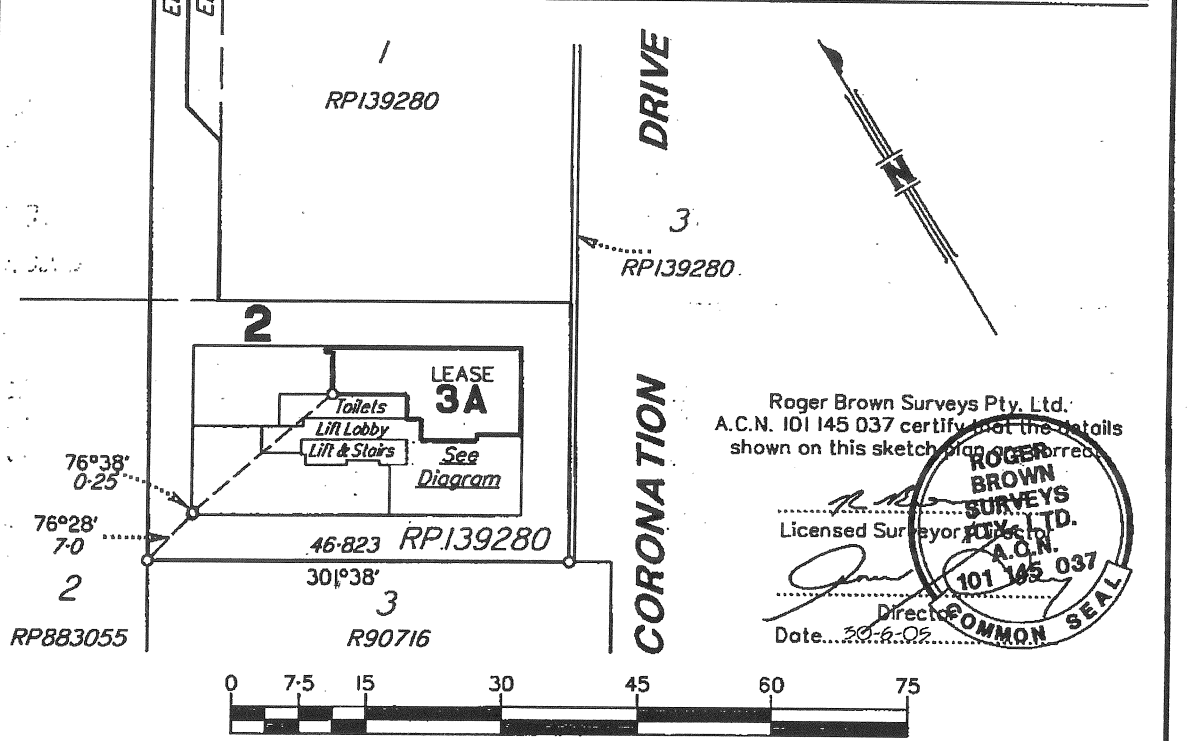 1
RP139280
DRIVE
N
3
RP139280
2
LEASE
3A
Toilets
Lift Lobby
Lift & Stairs
See
Diagram
76°38'
0·25
76°28'
7·0
46·823
RP.139280
301°38'
2
RP883055
3
R90716
CORONATION
Roger Brown Surveys Pty. Ltd.
A.C.N. 101 145 037 certify that the details
shown on this sketch plan are correct
Licensed Surveyor/Director
Director
Date 30-6-05
ROGER
BROWN
SURVEYS
PTY. LTD.
A.C.N.
101 145 037
COMMON SEAL
0 7·5 15 30 45 60 75